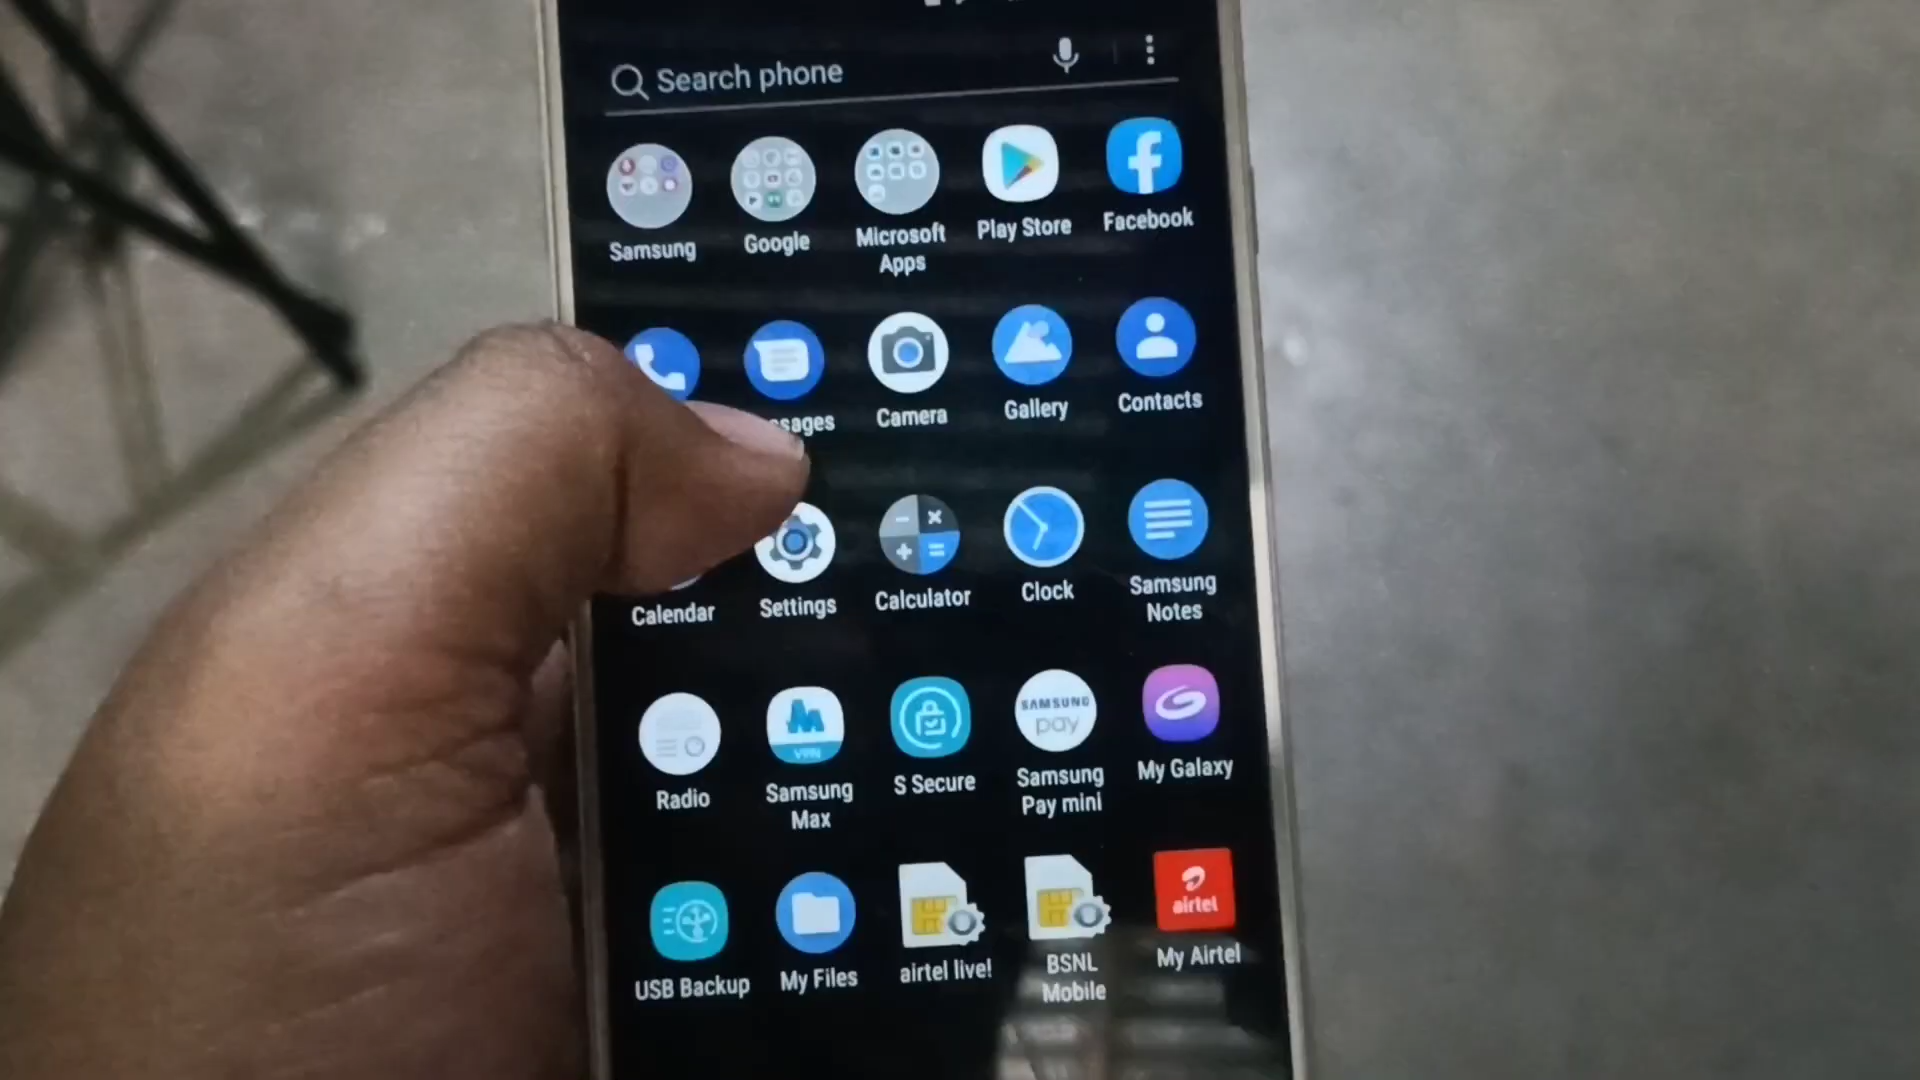 Search phone
Samsung
Google
Microsoft
Apps
Play Store
Facebook
sages
Camera
Gallery
Contacts
Calendar
Settings
Calculator
Clock
Samsung
Notes
SAMSUNG
pay
VPN
Radio
Samsung
Max
S Secure
Samsung
Pay mini
My Galaxy
airtel
USB Backup
My Files
airtel live!
BSNL
Mobile
My Airtel